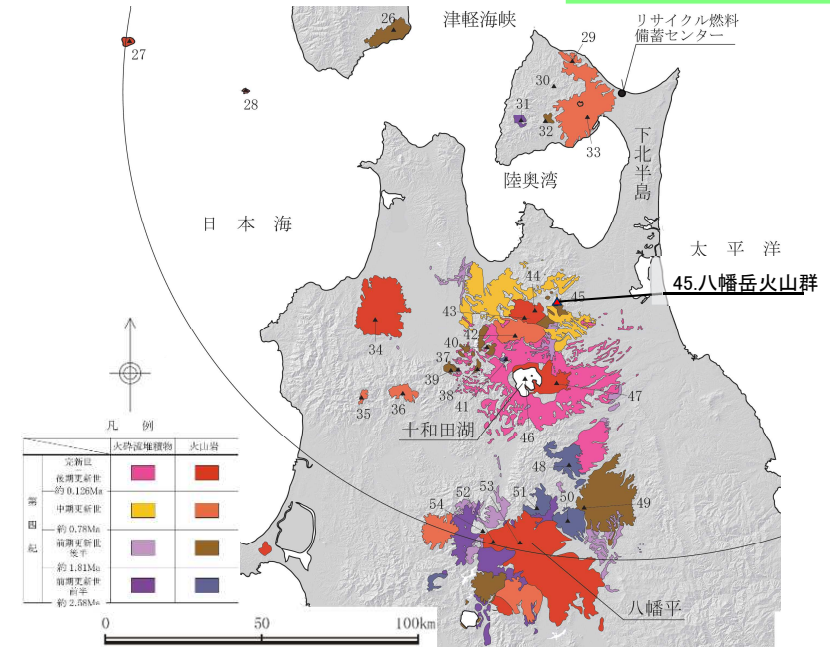 津軽海峡
リサイクル燃料
備蓄センター
26
27
28
29
30
31
32
33
下北半島
陸奥湾
日本海
太平洋
44
45
45.八幡岳火山群
43
42
40
37
39
38
41
34
35
36
46
47
十和田湖
凡例
火砕流堆積物
火山岩
第四紀
完新世
後期更新世
約0.126Ma
中期更新世
約0.78Ma
前期更新世
後半
約1.81Ma
前期更新世
前半
約2.58Ma
48
49
50
51
52
53
54
八幡平
0
50
100km